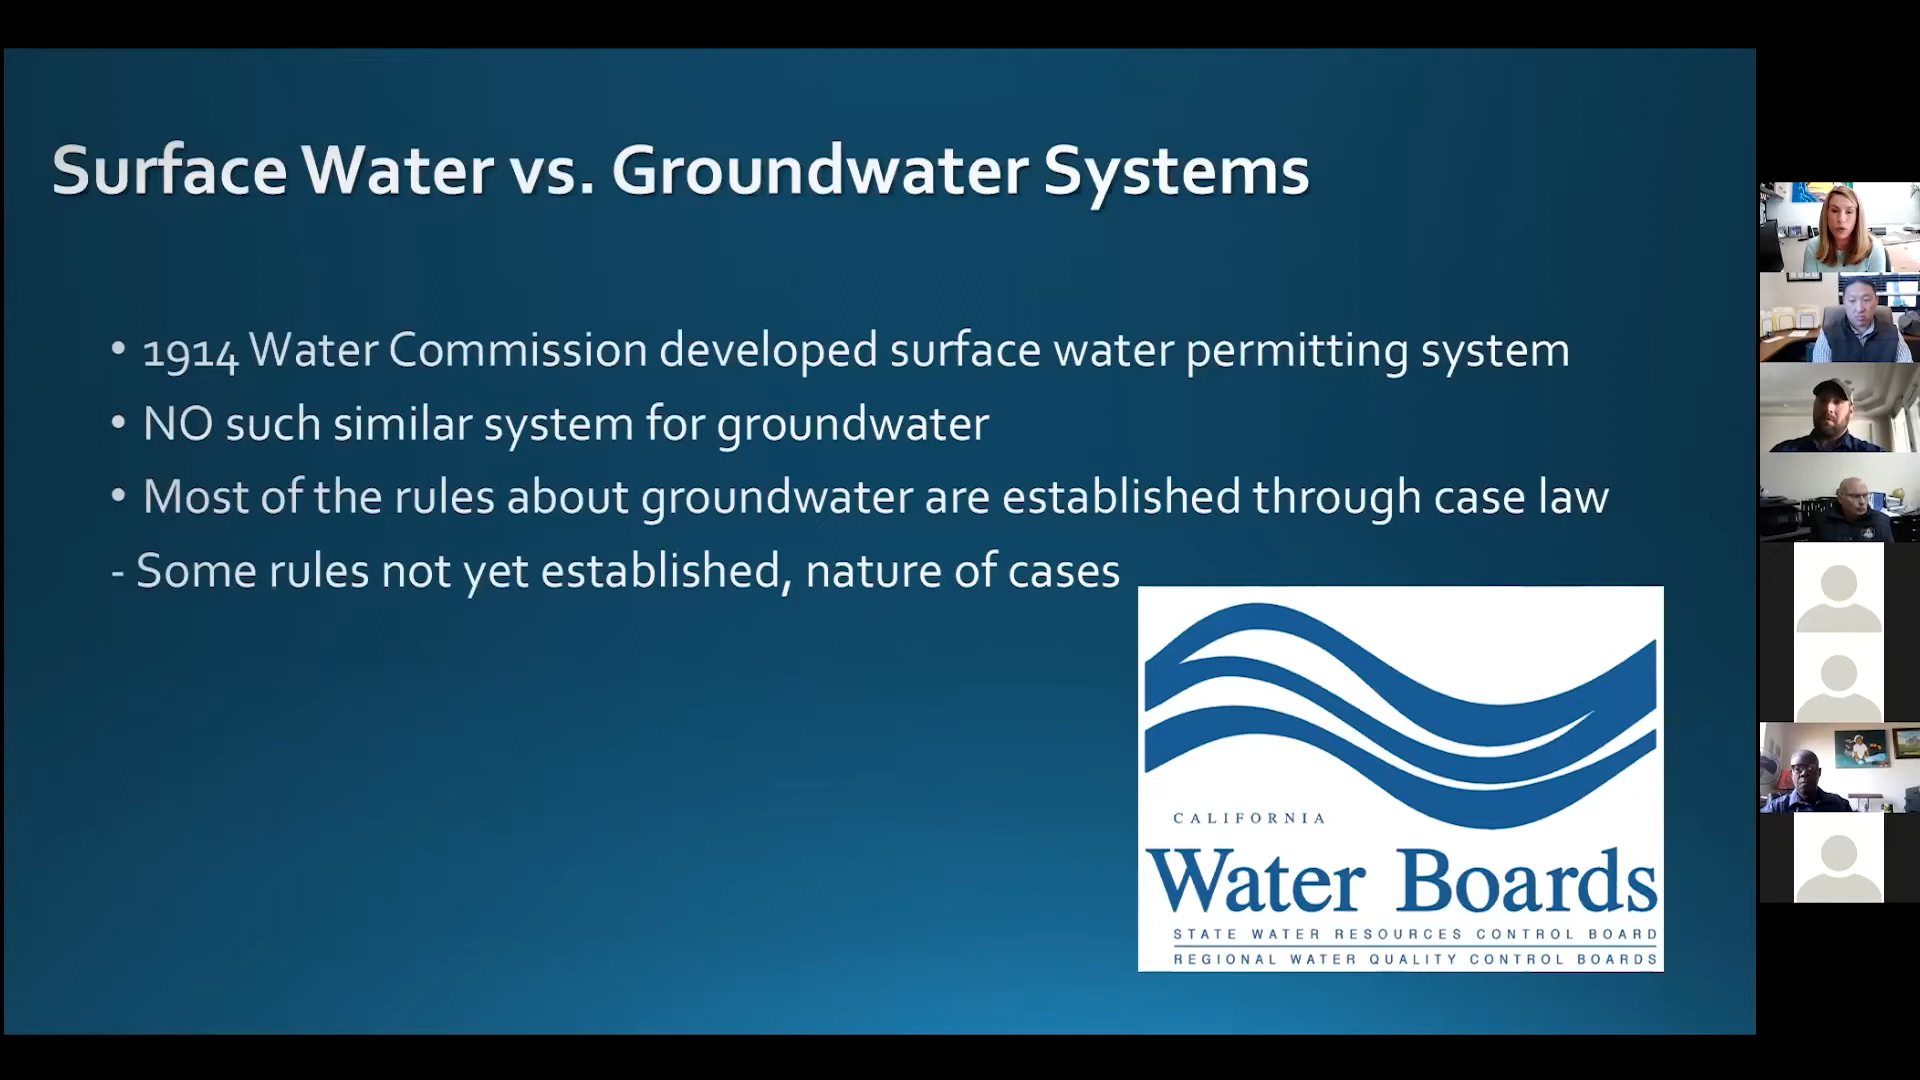 Surface Water vs. Groundwater Systems
• 1914 Water Commission developed surface water permitting system
• NO such similar system for groundwater
• Most of the rules about groundwater are established through case law
- Some rules not yet established, nature of cases
CALIFORNIA
Water Boards
STATE WATER RESOURCES CONTROL BOARD
REGIONAL WATER QUALITY CONTROL BOARDS